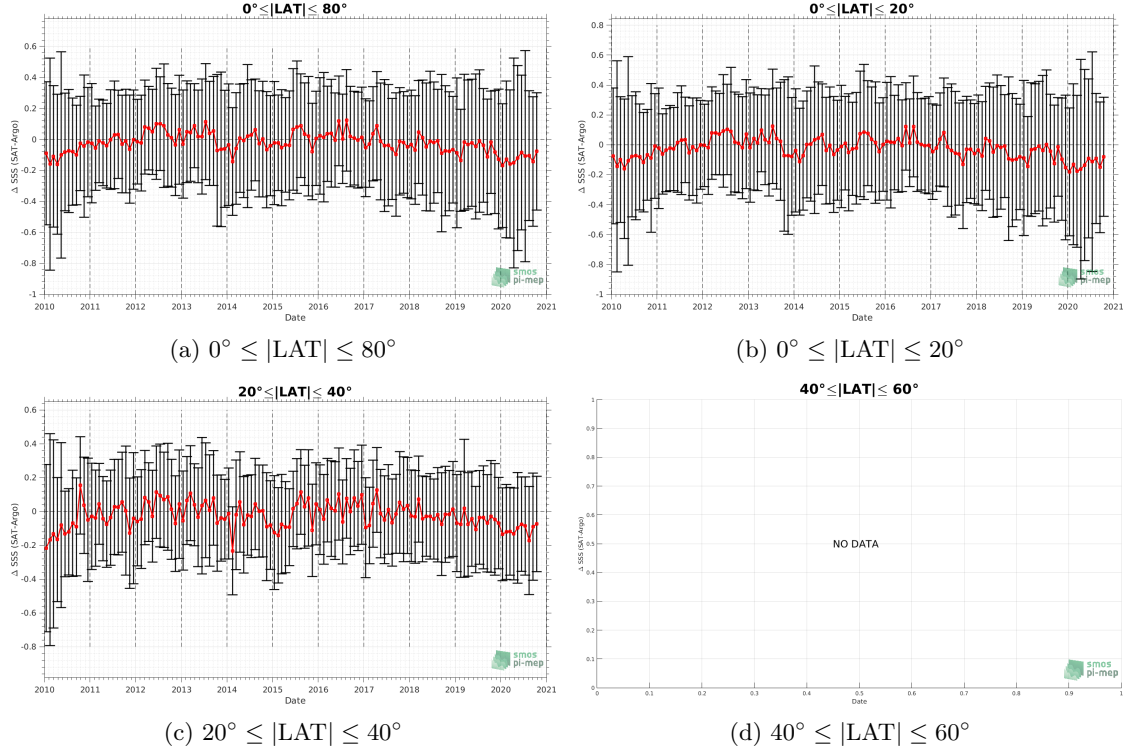 0°≤|LAT|≤ 80°
0.6
0.4
0.2
0
-0.2
-0.4
-0.6
-0.8
-1
Δ SSS (SAT-Argo)
2010 2011 2012 2013 2014 2015 2016 2017 2018 2019 2020 2021
Date
smos
pi-mep
(a) 0° ≤ |LAT| ≤ 80°
0°≤|LAT|≤ 20°
0.8
0.6
0.4
0.2
0
-0.2
-0.4
-0.6
-0.8
-1
Δ SSS (SAT-Argo)
2010 2011 2012 2013 2014 2015 2016 2017 2018 2019 2020 2021
Date
smos
pi-mep
(b) 0° ≤ |LAT| ≤ 20°
20°≤|LAT|≤ 40°
0.6
0.4
0.2
0
-0.2
-0.4
-0.6
-0.8
Δ SSS (SAT-Argo)
2010 2011 2012 2013 2014 2015 2016 2017 2018 2019 2020 2021
Date
smos
pi-mep
(c) 20° ≤ |LAT| ≤ 40°
40°≤|LAT|≤ 60°
1
0.9
0.8
0.7
0.6
0.5
0.4
0.3
0.2
0.1
0
Δ SSS (SAT-Argo)
NO DATA
0 0.1 0.2 0.3 0.4 0.5 0.6 0.7 0.8 0.9 1
Date
smos
pi-mep
(d) 40° ≤ |LAT| ≤ 60°